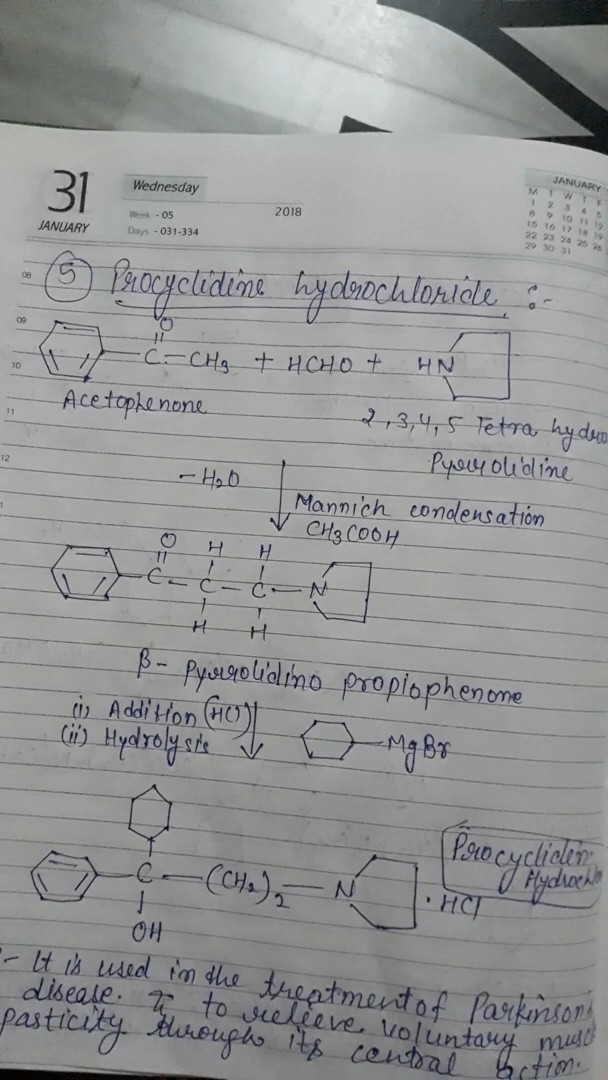 31
JANUARY
Wednesday
Week - 05
Days - 031-334
2018
JANUARY
M T W T F
1 2 3 4 5
8 9 10 11 12
15 16 17 18 19
22 23 24 25 26
29 30 31
08
09
10
11
12
1
5 Procyclidine hydrochloride :-
O
C - CH3 + HCHO + HN
Acetophenone
2,3,4,5 Tetra hydro
Pyrrolidine
- H2O
Mannich condensation
CH3COOH
O H H
C - C - C - N
H H
β - Pyrrolidino propiophenone
(i) Addition (HCl)
(ii) Hydrolysis
MgBr
C - (CH2)2 - N . HCl
OH
Procycliden
Hydrochlo
:- It is used in the treatment of Parkinsons
disease. to relieve voluntary musc
pasticity through its central action.